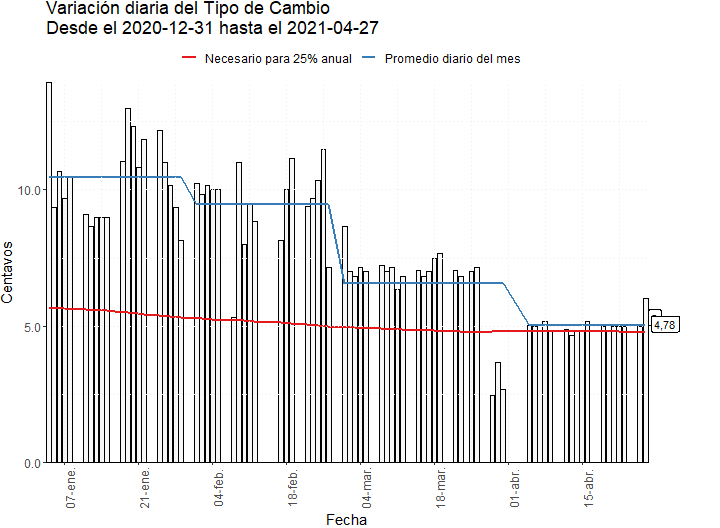 Variación diaria del Tipo de Cambio
Desde el 2020-12-31 hasta el 2021-04-27
Necesario para 25% anual
Promedio diario del mes
Centavos
10.0
5.0
0.0
4,78
07-ene.
21-ene.
04-feb.
18-feb.
04-mar.
18-mar.
01-abr.
15-abr.
Fecha